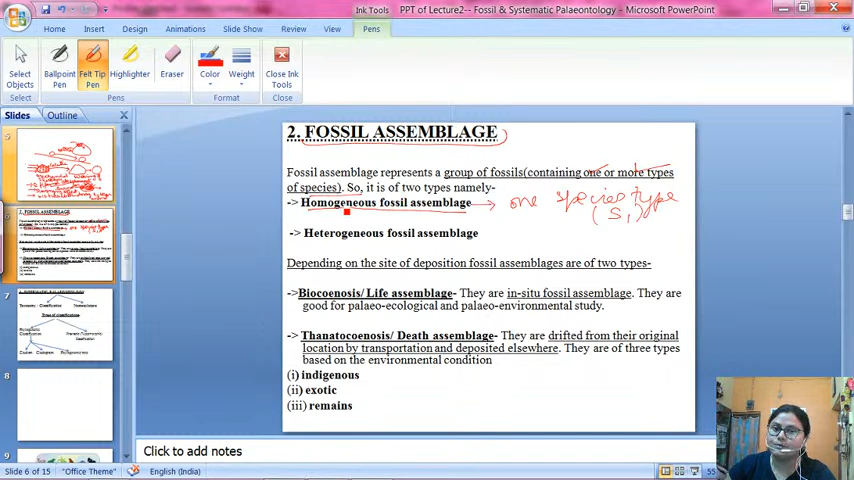 Ink Tools
PPT of Lecture2-- Fossil & Systematic Palaeontology - Microsoft PowerPoint
Home Insert Design Animations Slide Show Review View Pens
Select Objects
Ballpoint Pen
Felt Tip Pen
Highlighter
Eraser
Color
Weight
Close Ink Tools
Select Pens Format Close
Slides Outline
5
6
7
8
9
2. FOSSIL ASSEMBLAGE
Fossil assemblage represents a group of fossils(containing one or more types
of species). So, it is of two types namely-
-> Homogeneous fossil assemblage → one species type
(S1)
-> Heterogeneous fossil assemblage
Depending on the site of deposition fossil assemblages are of two types-
->Biocoenosis/ Life assemblage- They are in-situ fossil assemblage. They are
good for palaeo-ecological and palaeo-environmental study.
->Thanatocoenosis/ Death assemblage- They are drifted from their original
location by transportation and deposited elsewhere. They are of three types
based on the environmental condition
(i) indigenous
(ii) exotic
(iii) remains
Click to add notes
Slide 6 of 15 "Office Theme" English (India) 55